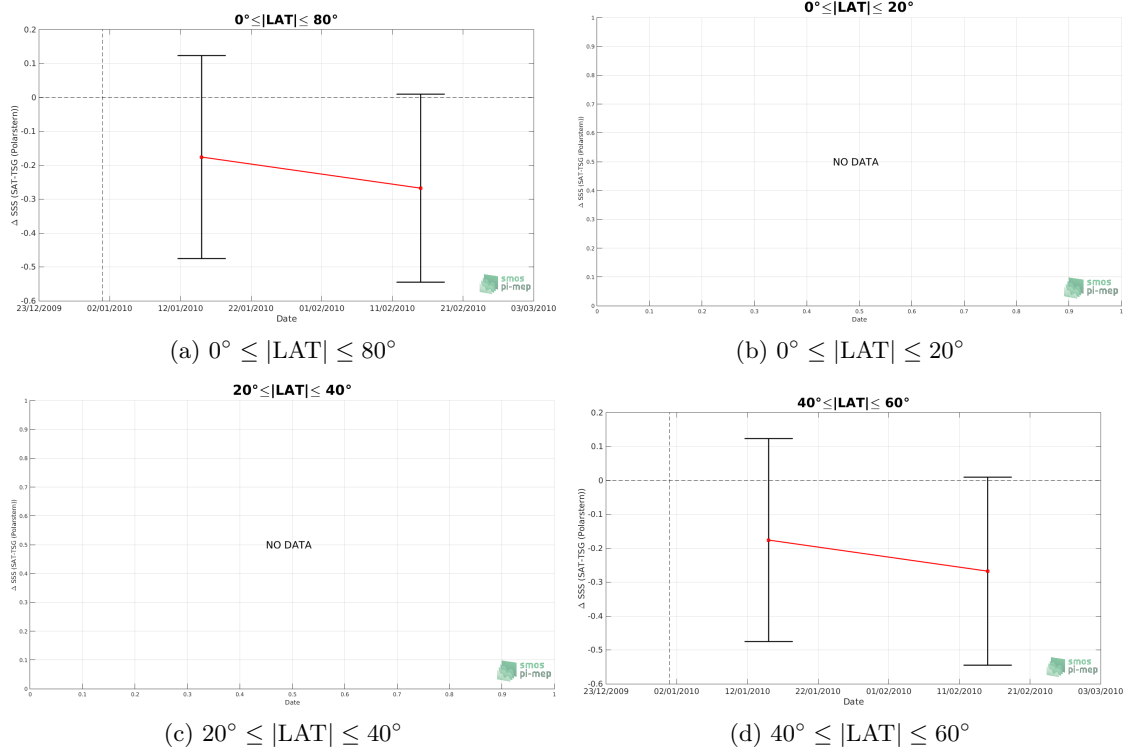 0°≤|LAT|≤ 80°
Δ SSS (SAT-TSG (Polarstern))
0.2
0.1
0
-0.1
-0.2
-0.3
-0.4
-0.5
-0.6
23/12/2009 02/01/2010 12/01/2010 22/01/2010 01/02/2010 11/02/2010 21/02/2010 03/03/2010
Date
smos
pi-mep
(a) 0° ≤ |LAT| ≤ 80°
0°≤|LAT|≤ 20°
Δ SSS (SAT-TSG (Polarstern))
1
0.9
0.8
0.7
0.6
0.5
0.4
0.3
0.2
0.1
0
NO DATA
0 0.1 0.2 0.3 0.4 0.5 0.6 0.7 0.8 0.9 1
Date
smos
pi-mep
(b) 0° ≤ |LAT| ≤ 20°
20°≤|LAT|≤ 40°
Δ SSS (SAT-TSG (Polarstern))
1
0.9
0.8
0.7
0.6
0.5
0.4
0.3
0.2
0.1
0
NO DATA
0 0.1 0.2 0.3 0.4 0.5 0.6 0.7 0.8 0.9 1
Date
smos
pi-mep
(c) 20° ≤ |LAT| ≤ 40°
40°≤|LAT|≤ 60°
Δ SSS (SAT-TSG (Polarstern))
0.2
0.1
0
-0.1
-0.2
-0.3
-0.4
-0.5
-0.6
23/12/2009 02/01/2010 12/01/2010 22/01/2010 01/02/2010 11/02/2010 21/02/2010 03/03/2010
Date
smos
pi-mep
(d) 40° ≤ |LAT| ≤ 60°